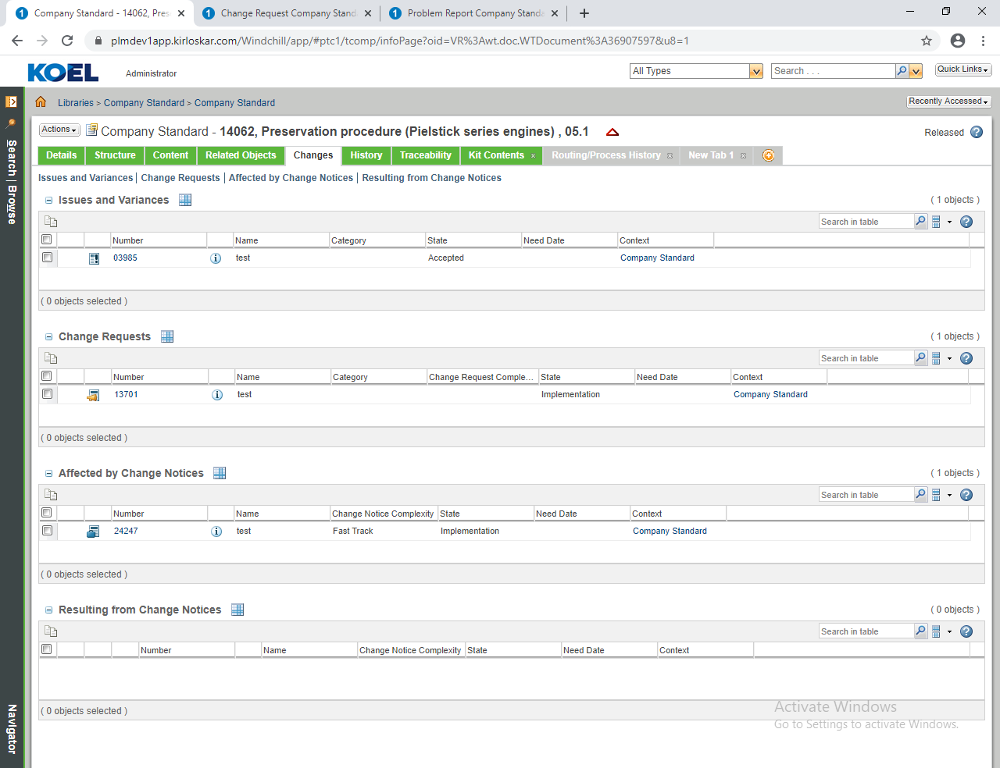 Company Standard - 14062, Pres
Change Request Company Stand
Problem Report Company Standa
plmdev1app.kirloskar.com/Windchill/app/#ptc1/tcomp/infoPage?oid=VR%3Awt.doc.WTDocument%3A36907597&u8=1
KOEL
Administrator
All Types
Search . . .
Quick Links
Libraries > Company Standard > Company Standard
Recently Accessed
Search | Browse
Navigator
Actions
Company Standard - 14062, Preservation procedure (Pielstick series engines) , 05.1
Released
Details Structure Content Related Objects Changes History Traceability Kit Contents × Routing/Process History New Tab 1
Issues and Variances | Change Requests | Affected by Change Notices | Resulting from Change Notices
Issues and Variances
( 1 objects )
Search in table
Number Name Category State Need Date Context
03985 test Accepted Company Standard
( 0 objects selected )
Change Requests
( 1 objects )
Search in table
Number Name Category Change Request Comple... State Need Date Context
13701 test Implementation Company Standard
( 0 objects selected )
Affected by Change Notices
( 1 objects )
Search in table
Number Name Change Notice Complexity State Need Date Context
24247 test Fast Track Implementation Company Standard
( 0 objects selected )
Resulting from Change Notices
( 0 objects )
Search in table
Number Name Change Notice Complexity State Need Date Context
( 0 objects selected )
Activate Windows
Go to Settings to activate Windows.